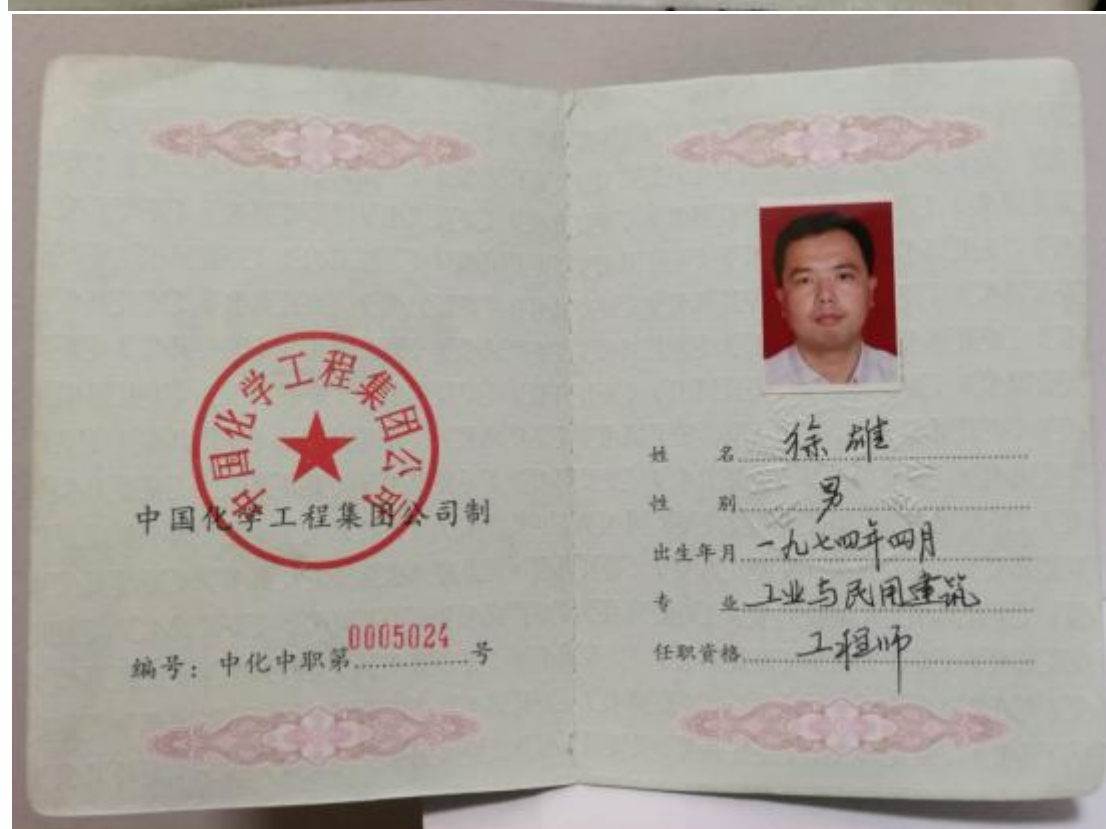 中国化学工程集团公司
中国化学工程集团公司制
编号：中化中职第0005024号
姓 名 徐雄
性 别 男
出生年月 一九七四年四月
专 业 工业与民用建筑
任职资格 工程师